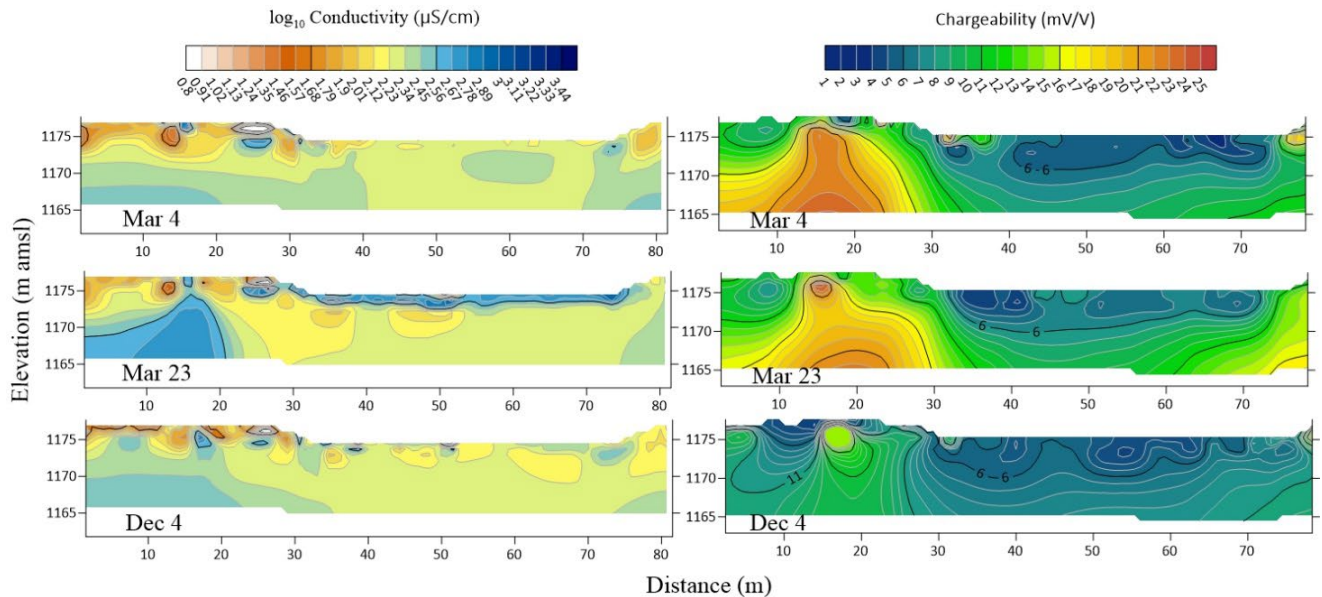 log₁₀ Conductivity (µS/cm)
Chargeability (mV/V)
0.8 0.91 1.02 1.13 1.24 1.35 1.46 1.57 1.68 1.79 1.9 2.01 2.12 2.23 2.34 2.45 2.56 2.67 2.78 2.89 3 3.11 3.22 3.33 3.44
1 2 3 4 5 6 7 8 9 10 11 12 13 14 15 16 17 18 19 20 21 22 23 24 25
Elevation (m amsl)
1175
1170
1165
Mar 4
10 20 30 40 50 60 70 80
1175
1170
1165
6 - 6
Mar 4
10 20 30 40 50 60 70
1175
1170
1165
Mar 23
10 20 30 40 50 60 70 80
1175
1170
1165
6 6
Mar 23
10 20 30 40 50 60 70
1175
1170
1165
Dec 4
10 20 30 40 50 60 70 80
1175
1170
1165
11
6 - 6
Dec 4
10 20 30 40 50 60 70
Distance (m)